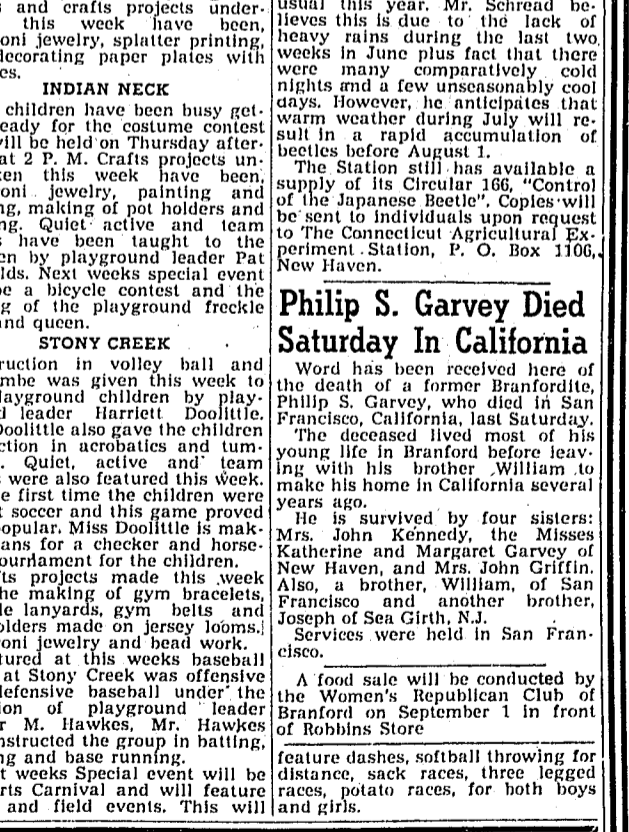 and crafts projects under-
this week have been,
oni jewelry, splatter printing,
decorating paper plates with
es.
INDIAN NECK
children have been busy get-
eady for the costume contest
will be held on Thursday after-
at 2 P. M. Crafts projects un-
en this week have been,
oni jewelry, painting and
ng, making of pot holders and
ng. Quiet active and team
have been taught to the
en by playground leader Pat
lds. Next weeks special event
be a bicycle contest and the
g of the playground freckle
and queen.
STONY CREEK
ruction in volley ball and
mbe was given this week to
layground children by play-
d leader Harriett Doolittle.
Doolittle also gave the children
ction in acrobatics and tum-
. Quiet, active and team
were also featured this week.
e first time the children were
t soccer and this game proved
popular. Miss Doolittle is mak-
ans for a checker and horse-
ournament for the children.
ts projects made this week
he making of gym bracelets,
le lanyards, gym belts and
olders made on jersey looms.
oni jewelry and bead work.
tured at this weeks baseball
at Stony Creek was offensive
defensive baseball under the
ion of playground leader
r M. Hawkes, Mr. Hawkes
nstructed the group in batting,
ng and base running.
t weeks Special event will be
rts Carnival and will feature
and field events. This will
usual this year. Mr. Schread be-
lieves this is due to the lack of
heavy rains during the last two
weeks in June plus fact that there
were many comparatively cold
nights and a few unseasonably cool
days. However, he anticipates that
warm weather during July will re-
sult in a rapid accumulation of
beetles before August 1.
The Station still has available a
supply of its Circular 166, "Control
of the Japanese Beetle". Copies will
be sent to individuals upon request
to The Connecticut Agricultural Ex-
periment Station, P. O. Box 1106,
New Haven.
Philip S. Garvey Died
Saturday In California
Word has been received here of
the death of a former Branfordite,
Philip S. Garvey, who died in San
Francisco, California, last Saturday.
The deceased lived most of his
young life in Branford before leav-
ing with his brother William to
make his home in California several
years ago.
He is survived by four sisters:
Mrs. John Kennedy, the Misses
Katherine and Margaret Garvey of
New Haven, and Mrs. John Griffin.
Also, a brother, William, of San
Francisco and another brother,
Joseph of Sea Girth, N.J.
Services were held in San Fran-
cisco.
A food sale will be conducted by
the Women's Republican Club of
Branford on September 1 in front
of Robbins Store
feature dashes, softball throwing for
distance, sack races, three legged
races, potato races, for both boys
and girls.